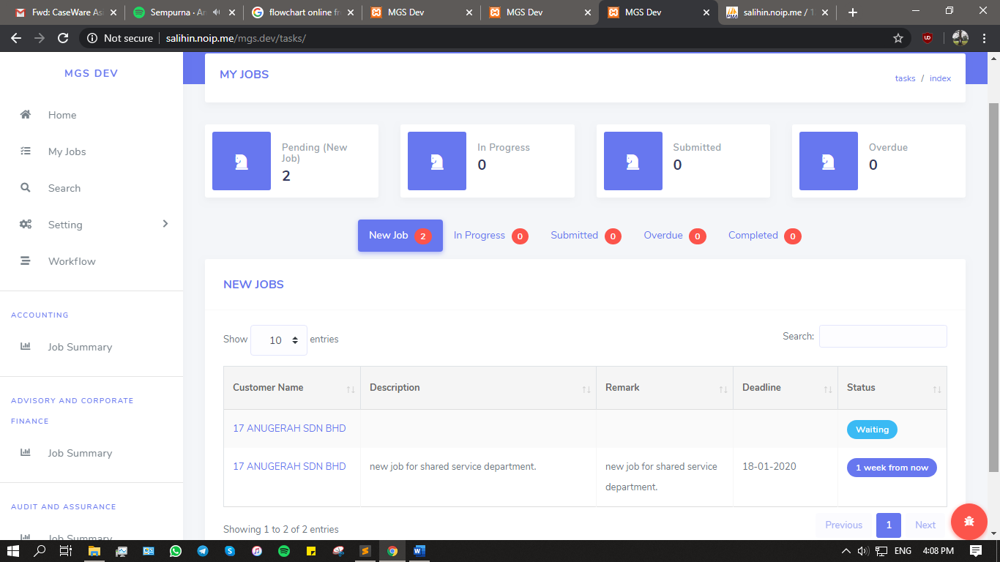 Fwd: CaseWare As
Sempurna · Ar
flowchart online fr
MGS Dev
MGS Dev
MGS Dev
salihin.noip.me / 1
Not secure
salihin.noip.me/mgs.dev/tasks/
MGS DEV
Home
My Jobs
Search
Setting
Workflow
ACCOUNTING
Job Summary
ADVISORY AND CORPORATE
FINANCE
Job Summary
AUDIT AND ASSURANCE
Job Summary
MY JOBS
tasks / index
Pending (New
Job)
2
In Progress
0
Submitted
0
Overdue
0
New Job 2
In Progress 0
Submitted 0
Overdue 0
Completed 0
NEW JOBS
Show 10 entries
Search:
Customer Name Description Remark Deadline Status
17 ANUGERAH SDN BHD Waiting
17 ANUGERAH SDN BHD new job for shared service department. new job for shared service 18-01-2020 1 week from now
department.
Showing 1 to 2 of 2 entries
Previous 1 Next
ENG 4:08 PM